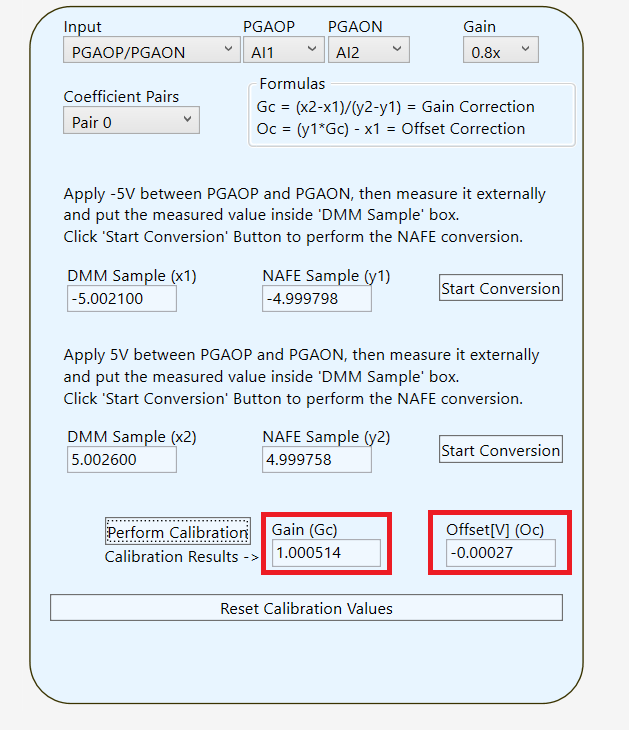 Input PGAOP PGAON Gain
PGAOP/PGAON AI1 AI2 0.8x
Formulas
Coefficient Pairs
Gc = (x2-x1)/(y2-y1) = Gain Correction
Pair 0
Oc = (y1*Gc) - x1 = Offset Correction
Apply -5V between PGAOP and PGAON, then measure it externally
and put the measured value inside 'DMM Sample' box.
Click 'Start Conversion' Button to perform the NAFE conversion.
DMM Sample (x1) NAFE Sample (y1)
-5.002100 -4.999798 Start Conversion
Apply 5V between PGAOP and PGAON, then measure it externally
and put the measured value inside 'DMM Sample' box.
Click 'Start Conversion' Button to perform the NAFE conversion.
DMM Sample (x2) NAFE Sample (y2)
5.002600 4.999758 Start Conversion
Perform Calibration Gain (Gc) Offset[V] (Oc)
Calibration Results -> 1.000514 -0.00027
Reset Calibration Values